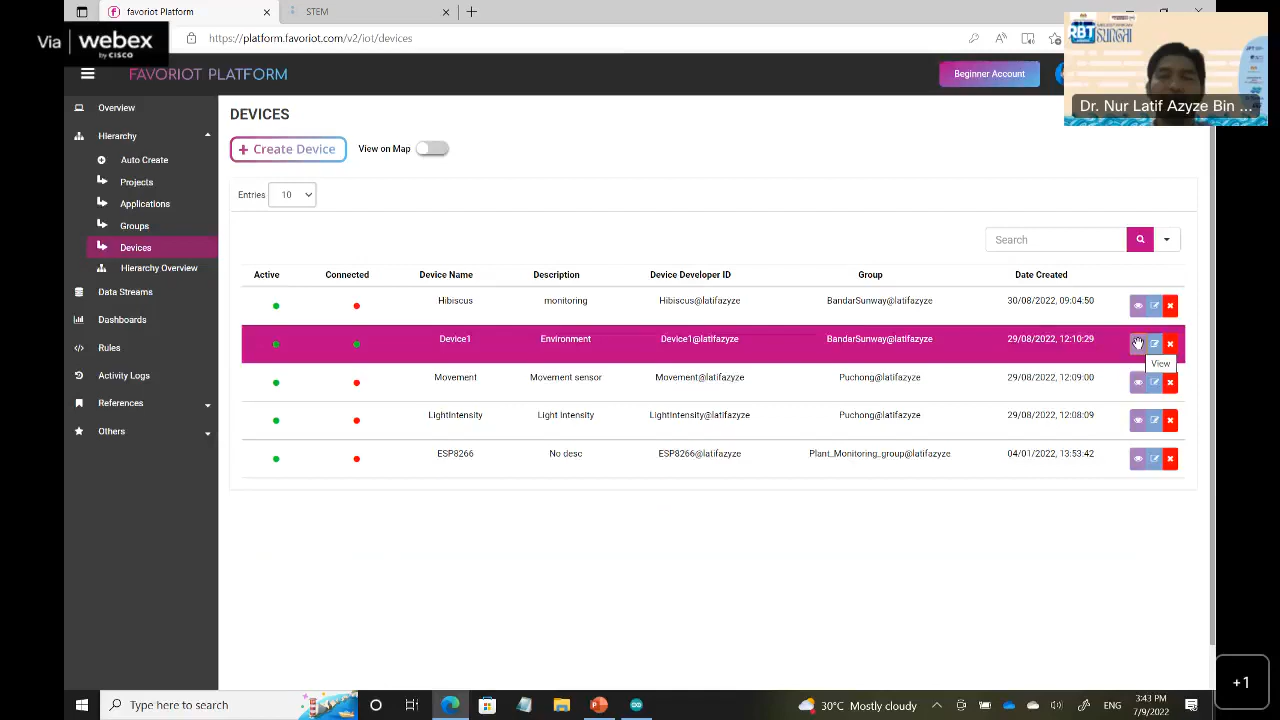 favoriot Platform
STEM
Via webex by CISCO
https://platform.favoriot.com/v2/
FAVORIOT PLATFORM
Beginner Account
RBT
Dr. Nur Latif Azyze Bin ...
Overview
Hierarchy
Auto Create
Projects
Applications
Groups
Devices
Hierarchy Overview
Data Streams
Dashboards
Rules
Activity Logs
References
Others
DEVICES
+ Create Device
View on Map
Entries 10
Search
Active Connected Device Name Description Device Developer ID Group Date Created
Hibiscus monitoring Hibiscus@latifazyze BandarSunway@latifazyze 30/08/2022, 09:04:50
Device1 Environment Device1@latifazyze BandarSunway@latifazyze 29/08/2022, 12:10:29
View
Movement Movement sensor Movement@latifazyze Puchong@latifazyze 29/08/2022, 12:09:00
LightIntensity Light Intensity LightIntensity@latifazyze Puchong@latifazyze 29/08/2022, 12:08:09
ESP8266 No desc ESP8266@latifazyze Plant_Monitoring_group@latifazyze 04/01/2022, 13:53:42
+1
Type here to search
30°C Mostly cloudy
ENG
3:43 PM
7/9/2022